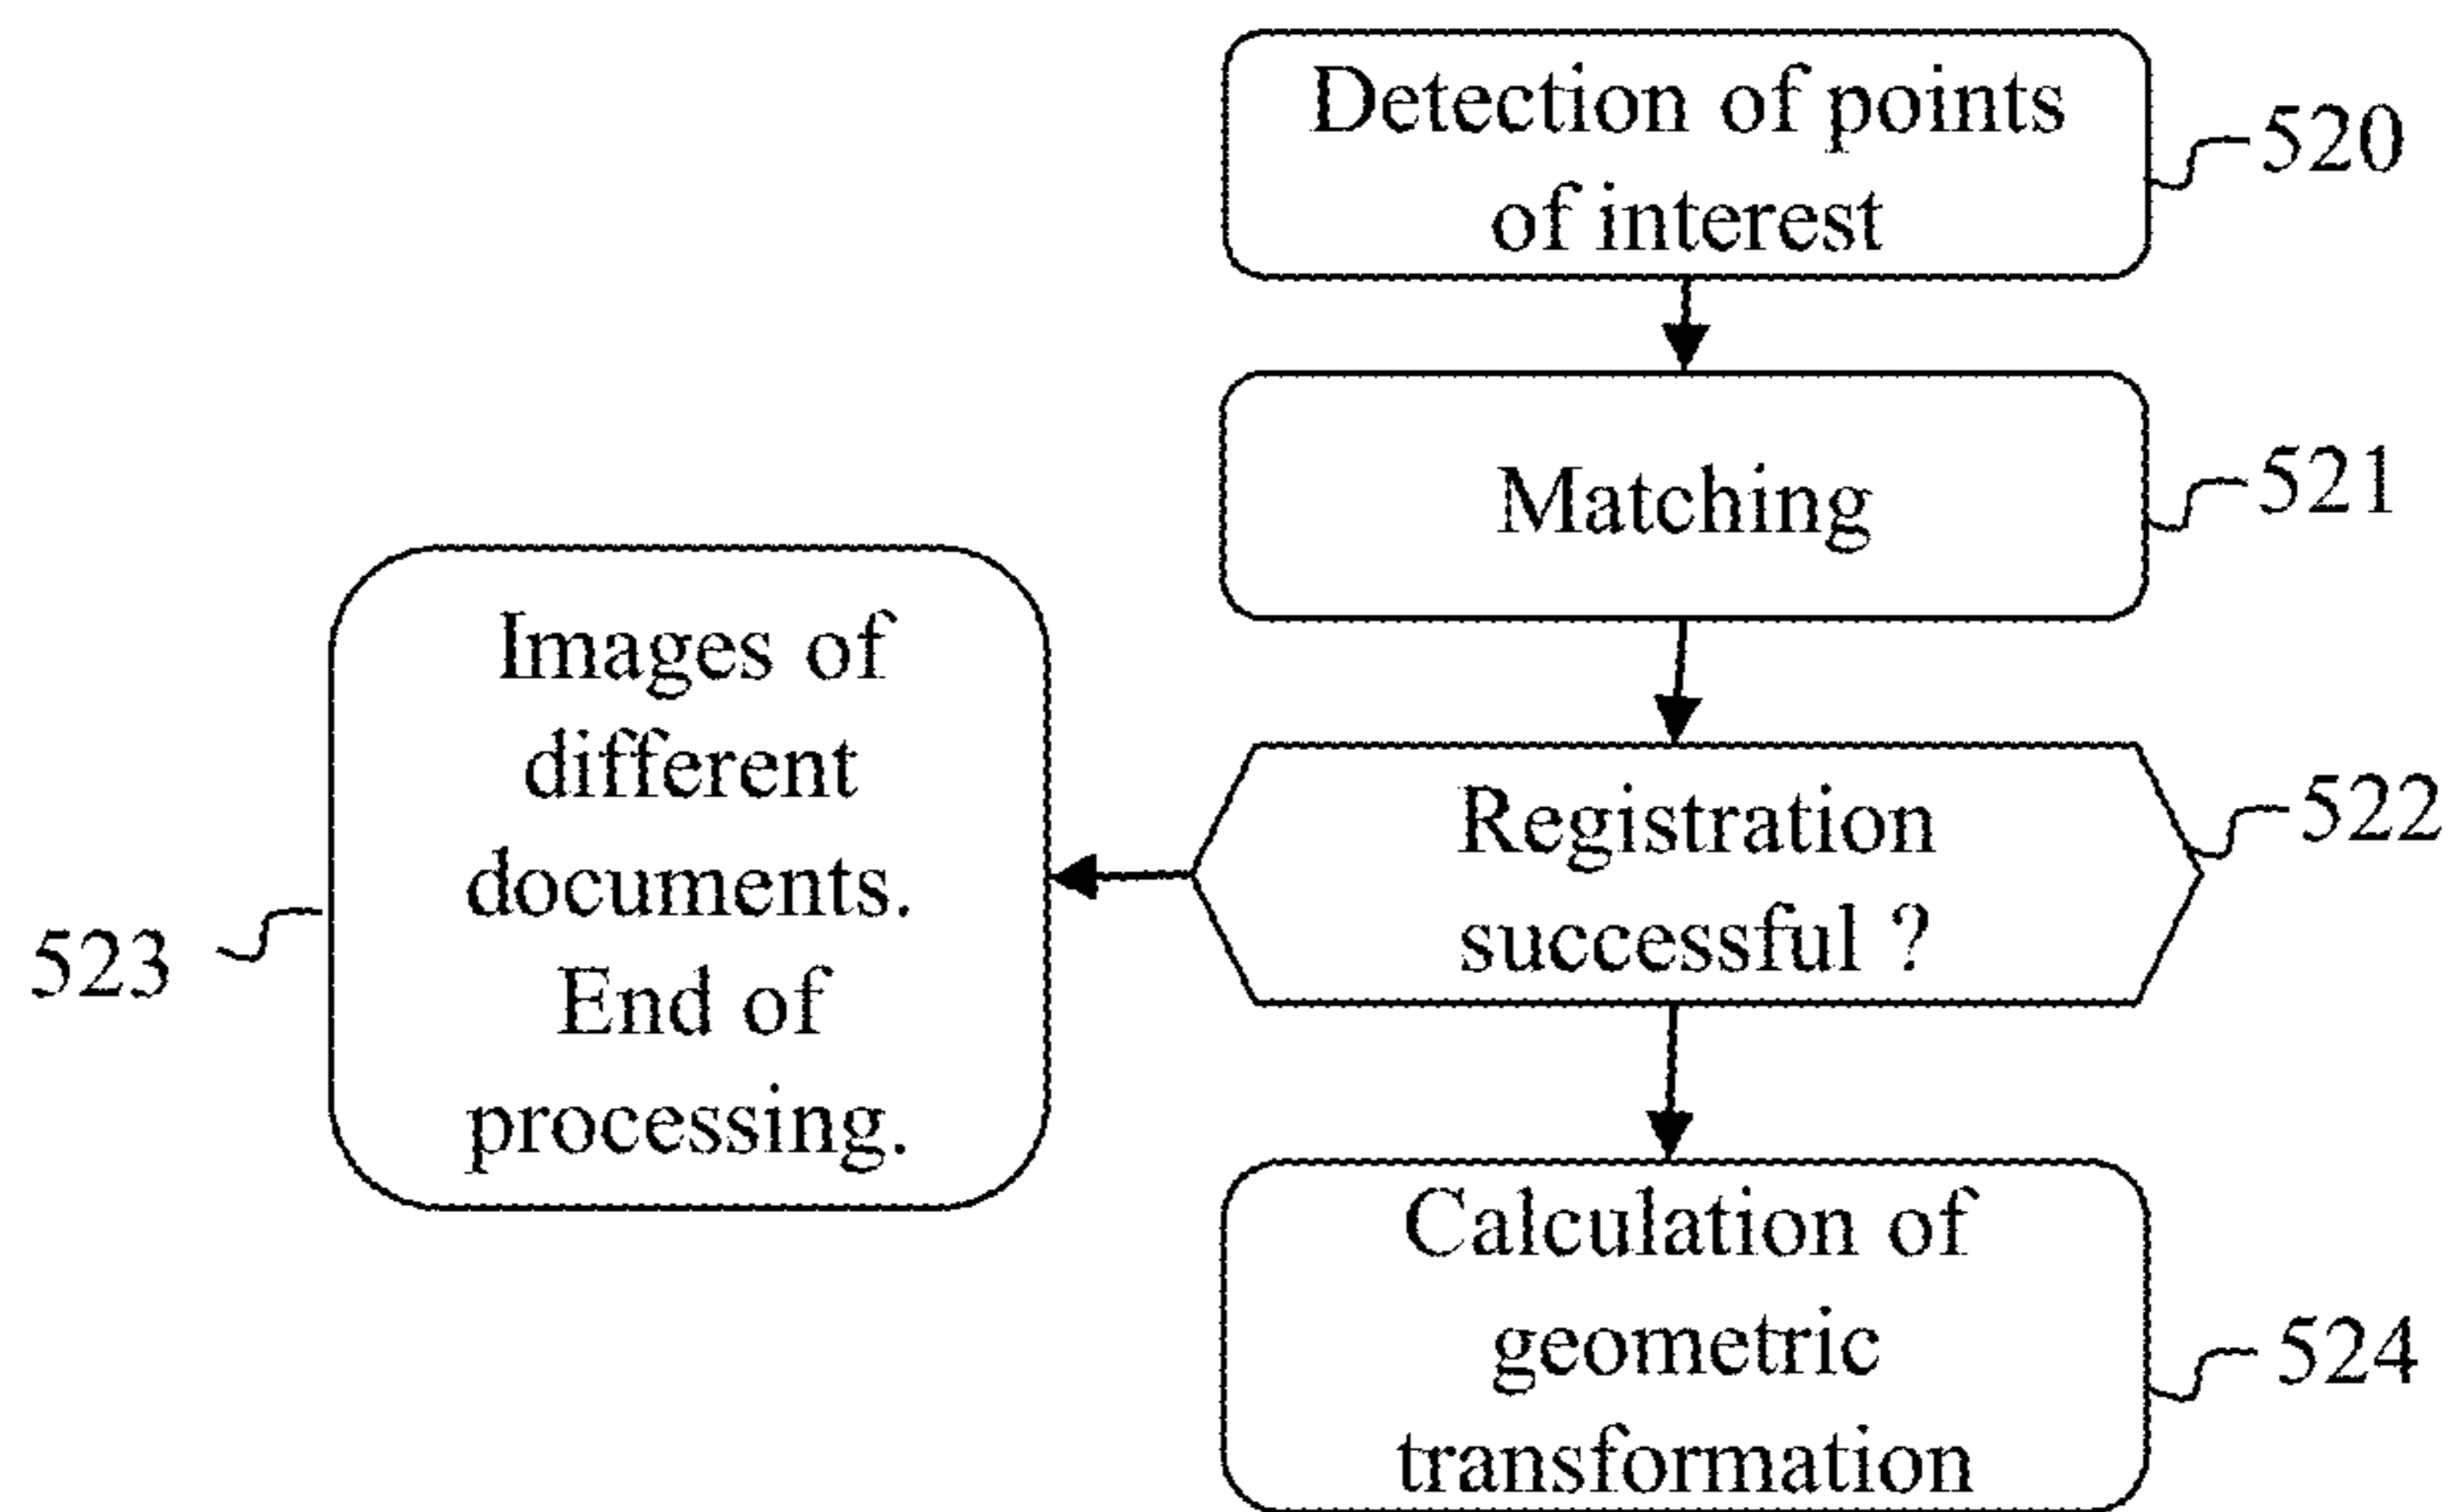 Detection of points
of interest
520
Matching
521
Images of
different
documents.
End of
processing.
523
Registration
successful ?
522
Calculation of
geometric
transformation
524